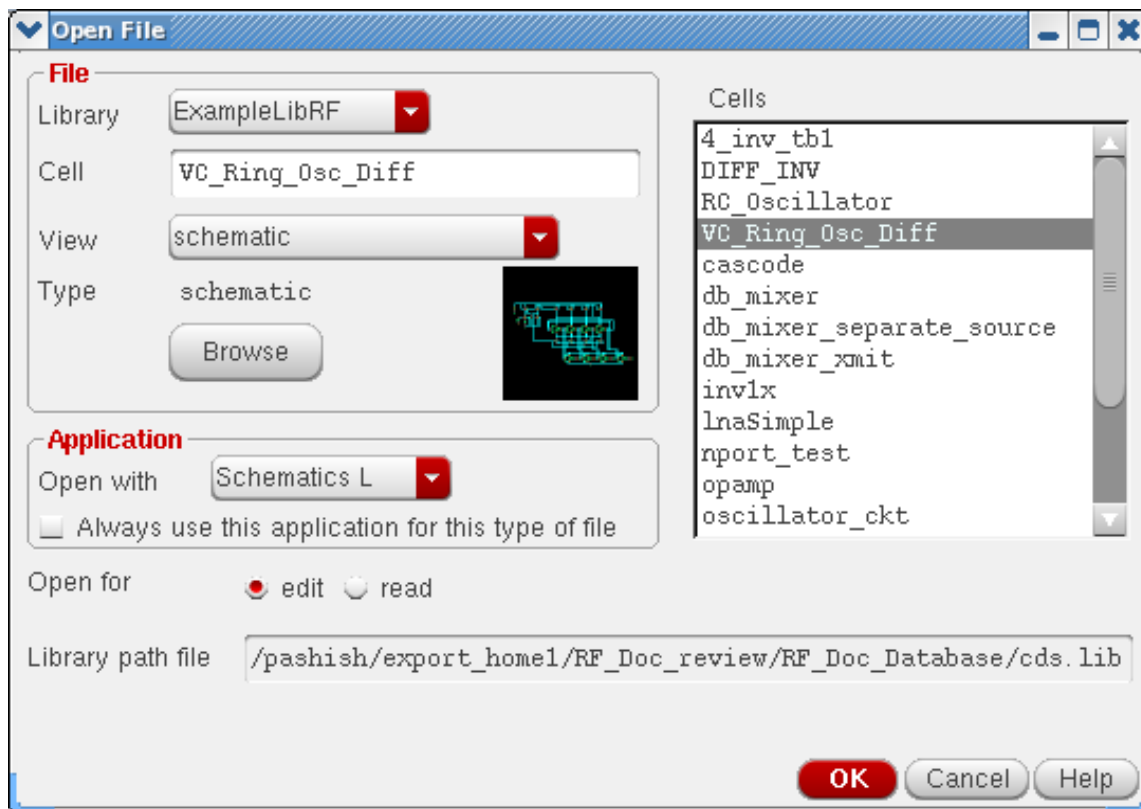 Open File
File
Library ExampleLibRF
Cell VC_Ring_Osc_Diff
View schematic
Type schematic
Browse
Application
Open with Schematics L
Always use this application for this type of file
Cells
4_inv_tb1
DIFF_INV
RC_Oscillator
VC_Ring_Osc_Diff
cascode
db_mixer
db_mixer_separate_source
db_mixer_xmit
inv1x
lnaSimple
nport_test
opamp
oscillator_ckt
Open for edit read
Library path file /pashish/export_home1/RF_Doc_review/RF_Doc_Database/cds.lib
OK Cancel Help